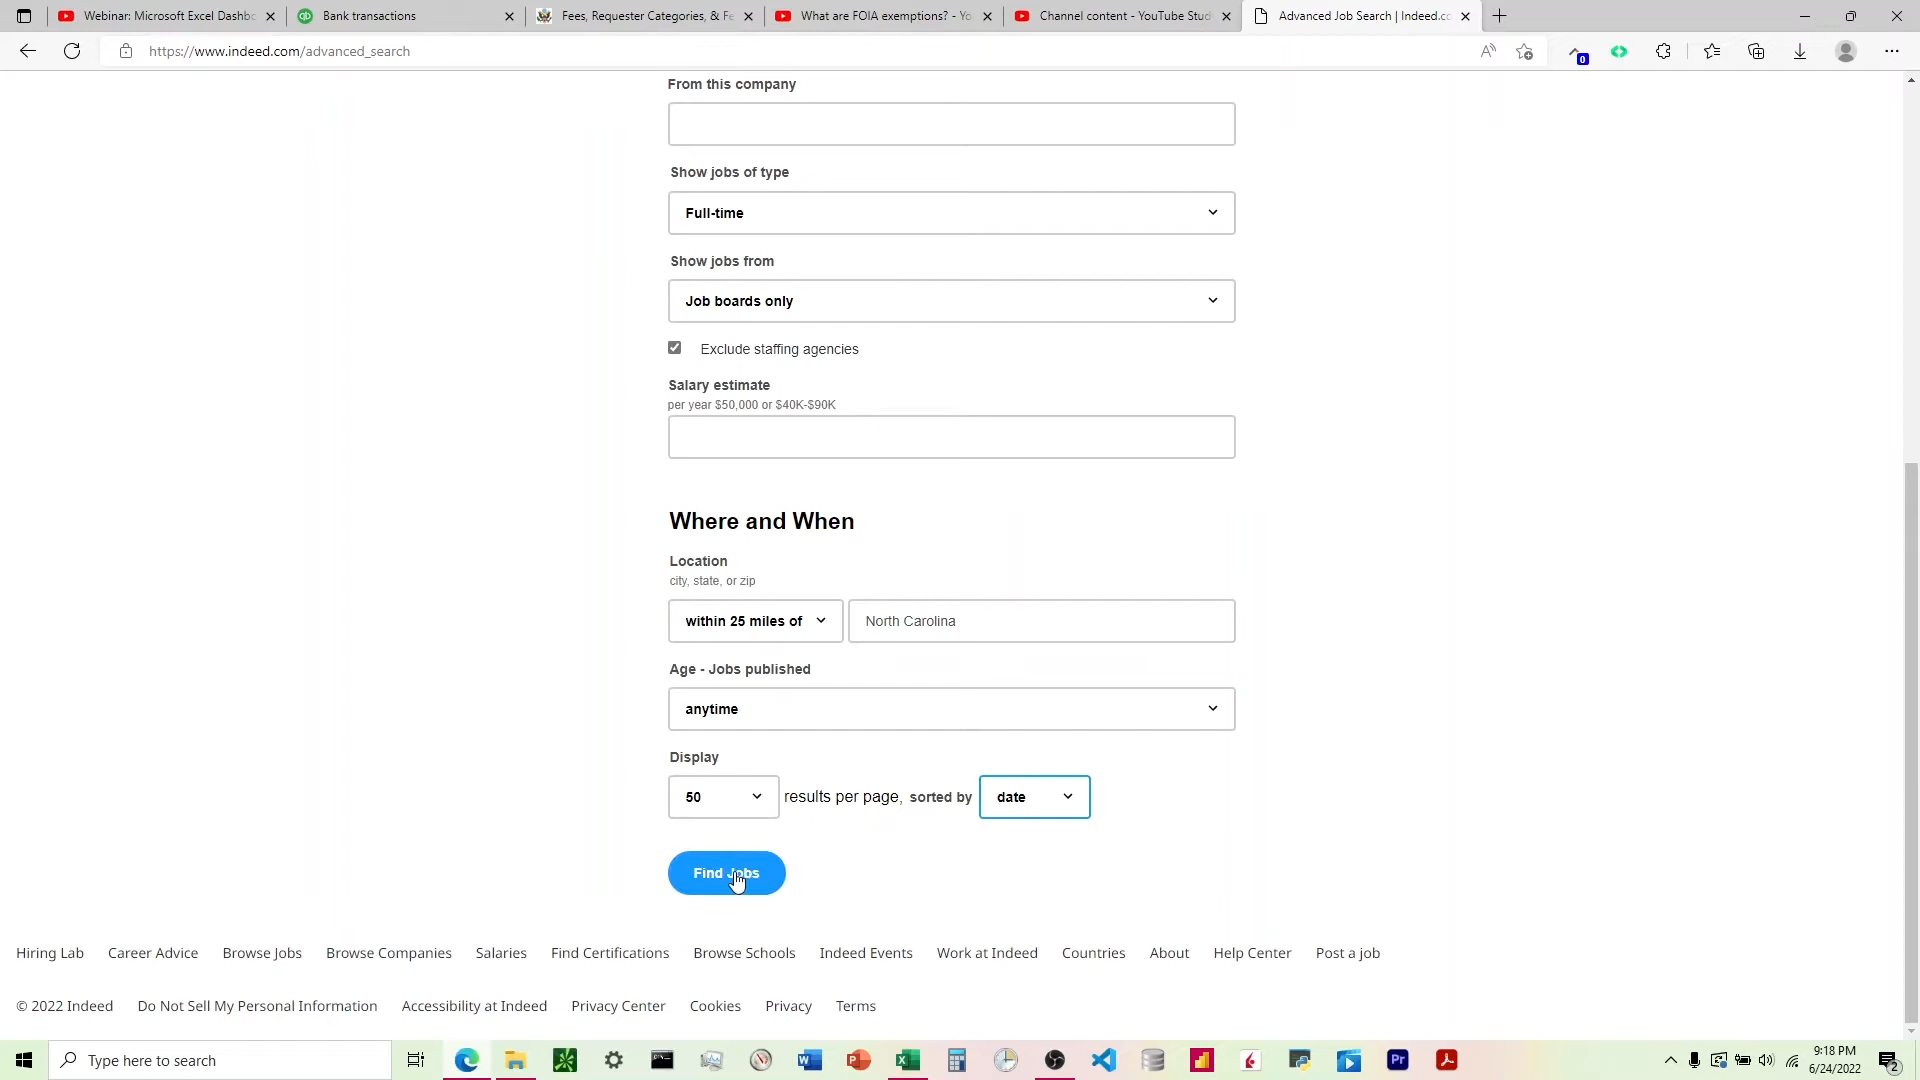 Webinar: Microsoft Excel Dashbo
Bank transactions
Fees, Requester Categories, & Fe
What are FOIA exemptions? - Yo
Channel content - YouTube Stud
Advanced Job Search | Indeed.cc
https://www.indeed.com/advanced_search
0
From this company
Show jobs of type
Full-time
Show jobs from
Job boards only
Exclude staffing agencies
Salary estimate
per year $50,000 or $40K-$90K
Where and When
Location
city, state, or zip
within 25 miles of
North Carolina
Age - Jobs published
anytime
Display
50 results per page, sorted by date
Find Jobs
Hiring Lab Career Advice Browse Jobs Browse Companies Salaries Find Certifications Browse Schools Indeed Events Work at Indeed Countries About Help Center Post a job
© 2022 Indeed Do Not Sell My Personal Information Accessibility at Indeed Privacy Center Cookies Privacy Terms
Type here to search
Pr
9:18 PM
6/24/2022
2